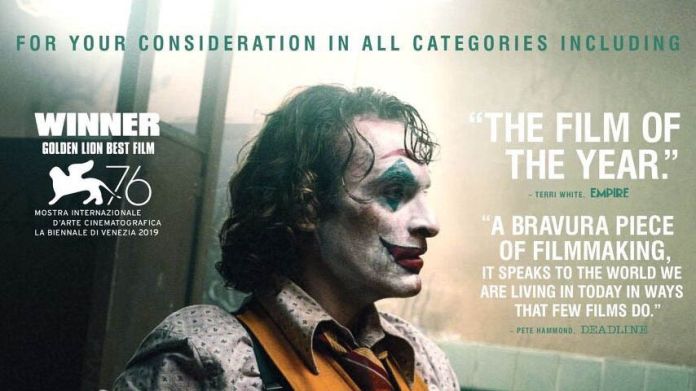 FOR YOUR CONSIDERATION IN ALL CATEGORIES INCLUDING
WINNER
GOLDEN LION BEST FILM
76
MOSTRA INTERNAZIONALE
D'ARTE CINEMATOGRAFICA
LA BIENNALE DI VENEZIA 2019
“THE FILM OF
THE YEAR.”
- TERRI WHITE, EMPIRE
“A BRAVURA PIECE
OF FILMMAKING,
IT SPEAKS TO THE WORLD WE
ARE LIVING IN TODAY IN WAYS
THAT FEW FILMS DO.”
- PETE HAMMOND, DEADLINE